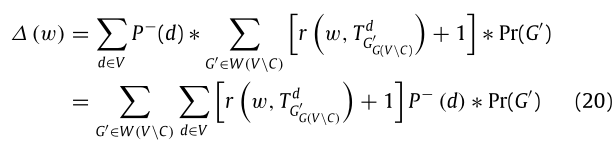 Δ (w) = ∑_{d∈V} P⁻(d) ∗ ∑_{G′∈W(V\C)} [r (w, T^d_{G′_{G(V\C)}}) + 1] ∗ Pr(G′)
= ∑_{G′∈W(V\C)} ∑_{d∈V} [r (w, T^d_{G′_{G(V\C)}}) + 1] P⁻ (d) ∗ Pr(G′) (20)